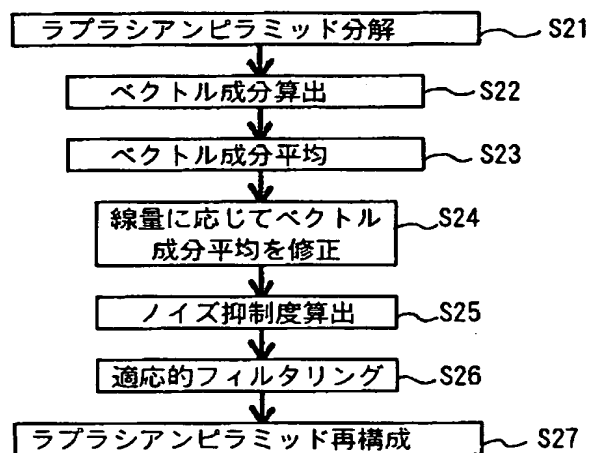 ラプラシアンピラミッド分解 S21
ベクトル成分算出 S22
ベクトル成分平均 S23
線量に応じてベクトル
成分平均を修正 S24
ノイズ抑制度算出 S25
適応的フィルタリング S26
ラプラシアンピラミッド再構成 S27